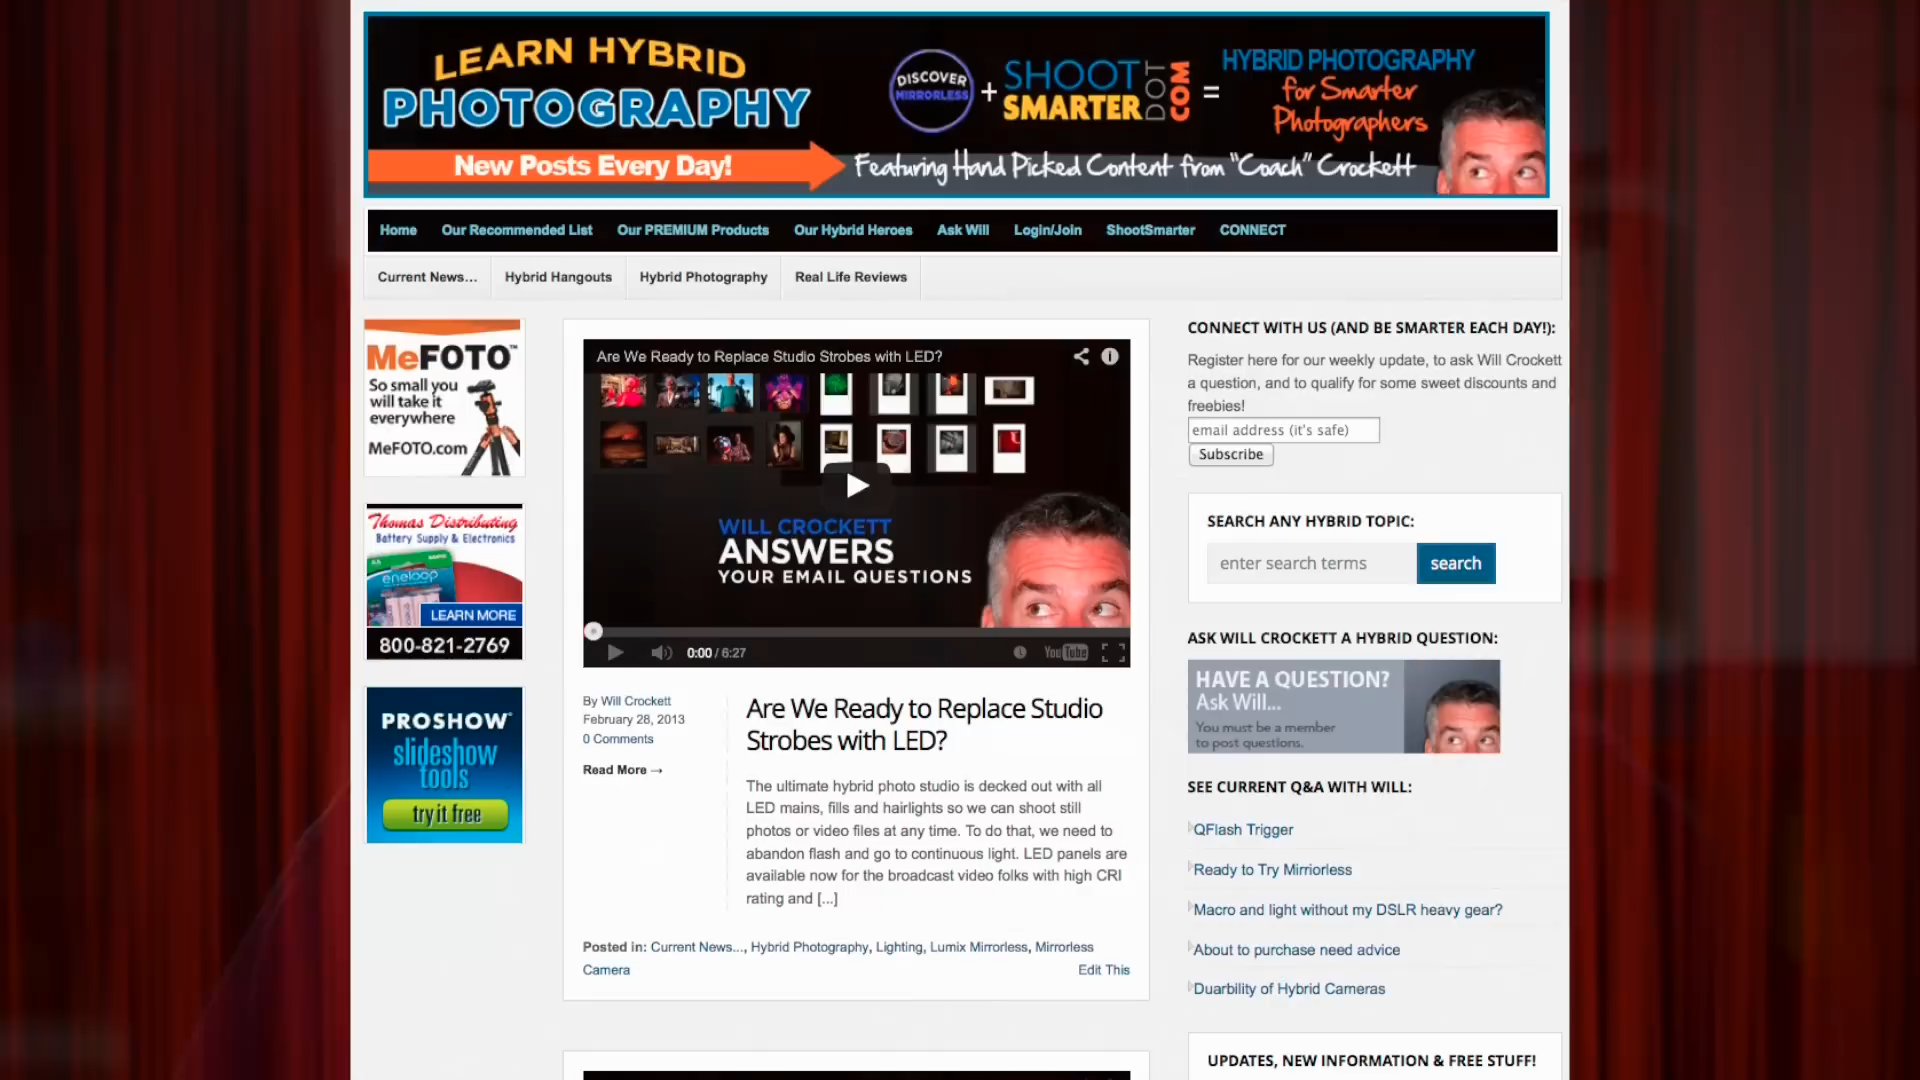 LEARN HYBRID
PHOTOGRAPHY
New Posts Every Day!
DISCOVER
MIRRORLESS
+
SHOOT
SMARTER
DOT
COM
=
HYBRID PHOTOGRAPHY
for Smarter
Photographers
Featuring Hand Picked Content from "Coach" Crockett
Home Our Recommended List Our PREMIUM Products Our Hybrid Heroes Ask Will Login/Join ShootSmarter CONNECT
Current News... Hybrid Hangouts Hybrid Photography Real Life Reviews
MeFOTO™
So small you
will take it
everywhere
MeFOTO.com
Thomas Distributing
Battery Supply & Electronics
eneloop
LEARN MORE
800-821-2769
PROSHOW®
slideshow
tools
try it free
Are We Ready to Replace Studio Strobes with LED?
WILL CROCKETT
ANSWERS
YOUR EMAIL QUESTIONS
0:00 / 6:27
YouTube
By Will Crockett
February 28, 2013
0 Comments
Read More →
Are We Ready to Replace Studio
Strobes with LED?
The ultimate hybrid photo studio is decked out with all
LED mains, fills and hairlights so we can shoot still
photos or video files at any time. To do that, we need to
abandon flash and go to continuous light. LED panels are
available now for the broadcast video folks with high CRI
rating and [...]
Posted in: Current News..., Hybrid Photography, Lighting, Lumix Mirrorless, Mirrorless
Camera
Edit This
CONNECT WITH US (AND BE SMARTER EACH DAY!):
Register here for our weekly update, to ask Will Crockett
a question, and to qualify for some sweet discounts and
freebies!
email address (it's safe)
Subscribe
SEARCH ANY HYBRID TOPIC:
enter search terms
search
ASK WILL CROCKETT A HYBRID QUESTION:
HAVE A QUESTION?
Ask Will...
You must be a member
to post questions.
SEE CURRENT Q&A WITH WILL:
QFlash Trigger
Ready to Try Mirriorless
Macro and light without my DSLR heavy gear?
About to purchase need advice
Duarbility of Hybrid Cameras
UPDATES, NEW INFORMATION & FREE STUFF!